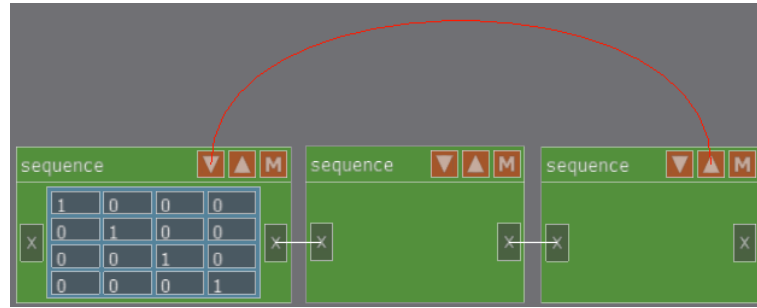 sequence ▼ ▲ M
sequence ▼ ▲ M
sequence ▼ ▲ M
1 0 0 0
0 1 0 0
0 0 1 0
0 0 0 1
X X X X X X